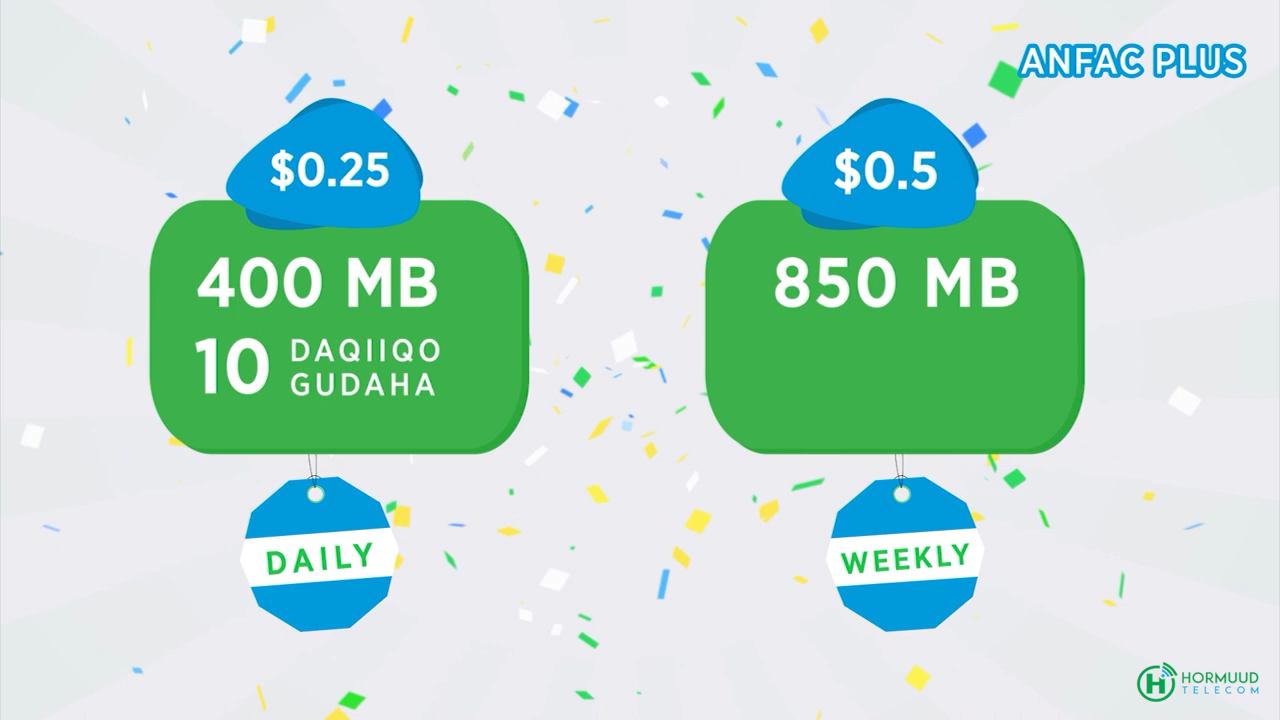 ANFAC PLUS
$0.25
400 MB
10 DAQIIQO
GUDAHA
DAILY
$0.5
850 MB
WEEKLY
HORMUUD
TELECOM